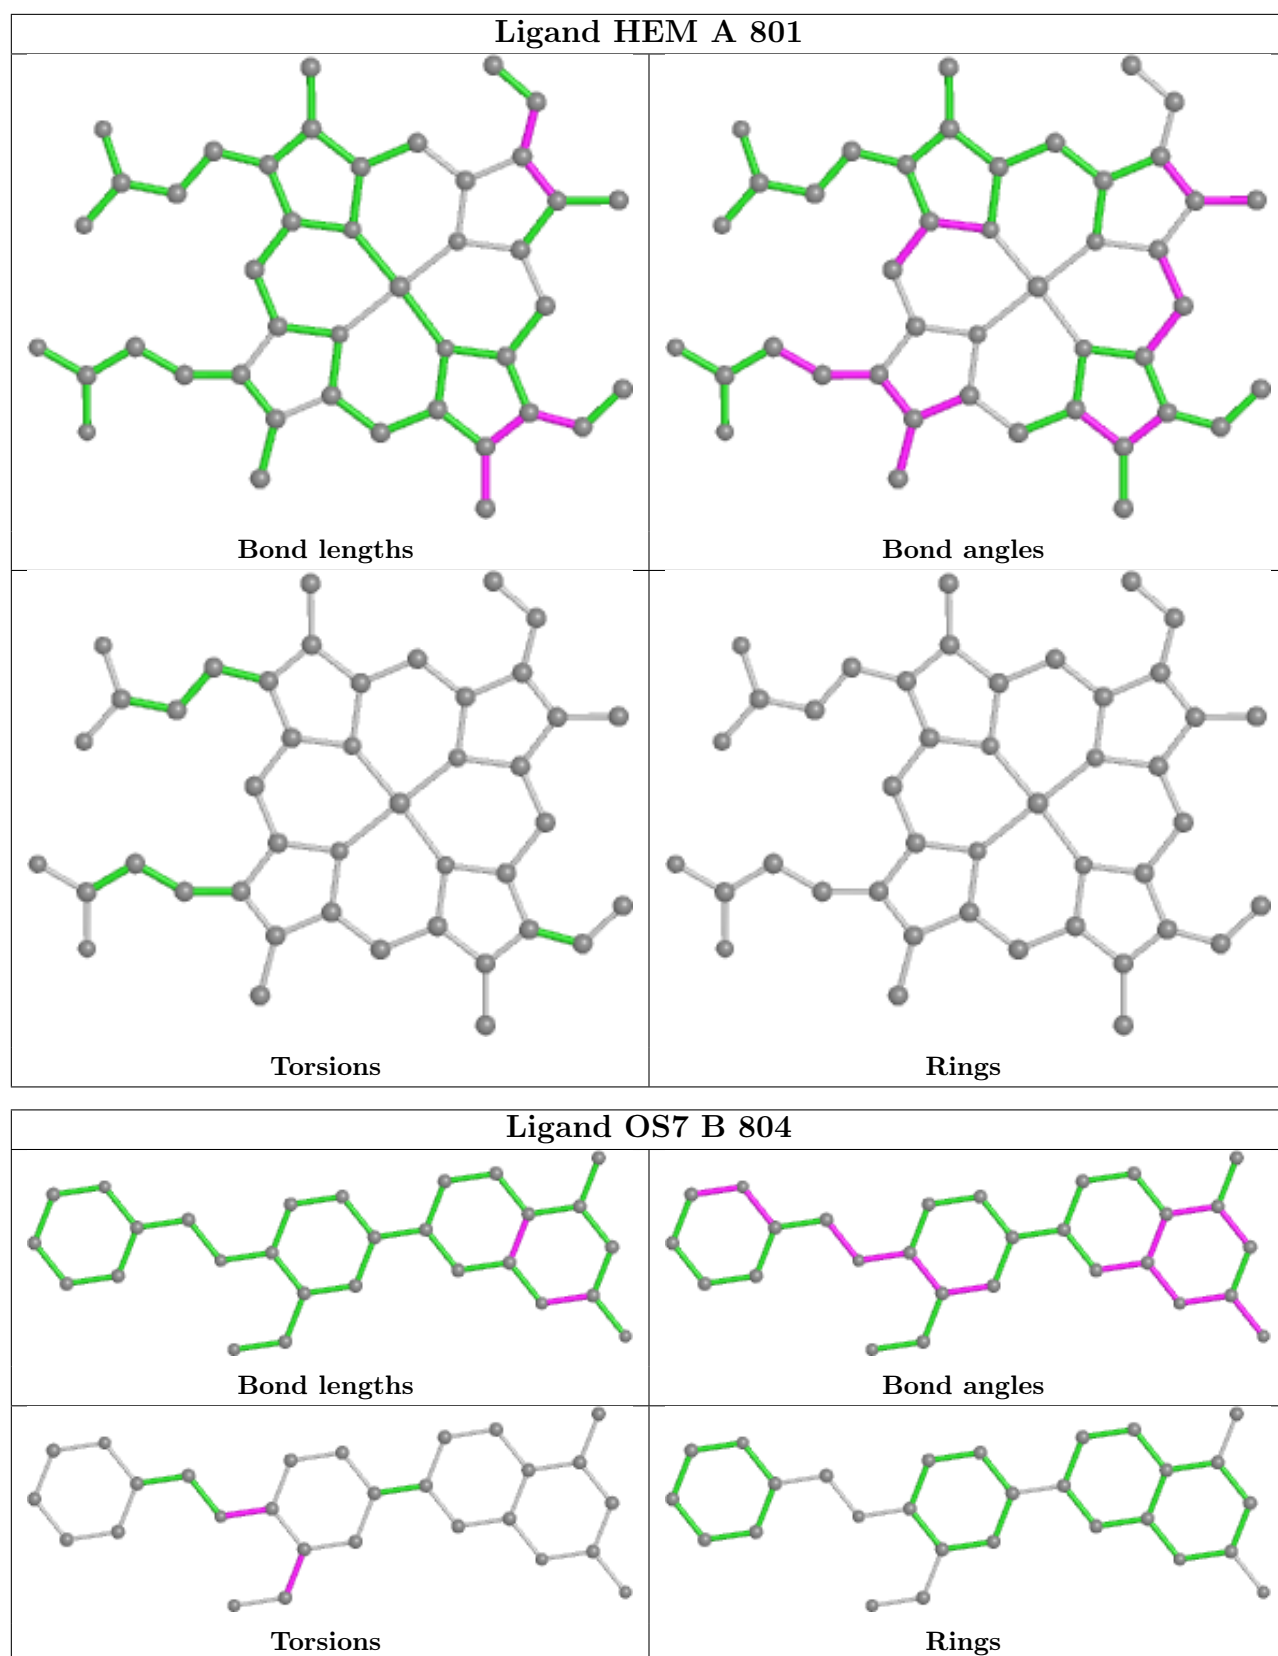 Ligand HEM A 801
Bond lengths
Bond angles
Torsions
Rings
Ligand OS7 B 804
Bond lengths
Bond angles
Torsions
Rings